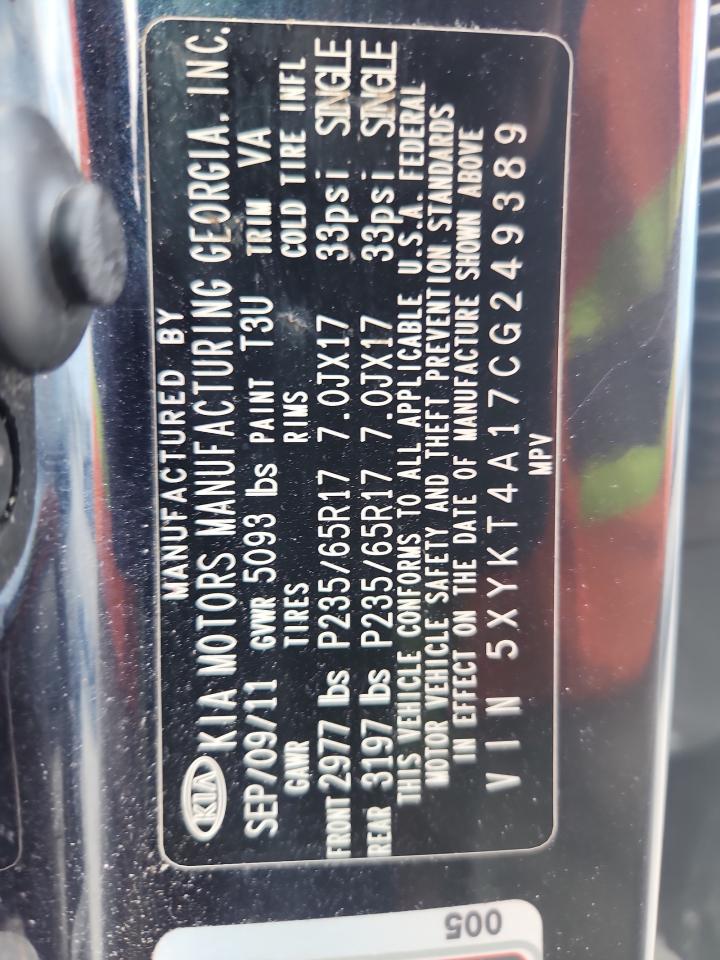 MANUFACTURED BY
KIA KIA MOTORS MANUFACTURING GEORGIA, INC.
SEP/09/11 GVWR 5093 lbs PAINT T3U TRIM VA
GAWR TIRES RIMS COLD TIRE INFL
FRONT 2977 lbs P235/65R17 7.0JX17 33psi SINGLE
REAR 3197 lbs P235/65R17 7.0JX17 33psi SINGLE
THIS VEHICLE CONFORMS TO ALL APPLICABLE U.S.A. FEDERAL
MOTOR VEHICLE SAFETY AND THEFT PREVENTION STANDARDS
IN EFFECT ON THE DATE OF MANUFACTURE SHOWN ABOVE
VIN 5XYKT4A17CG249389
MPV
005